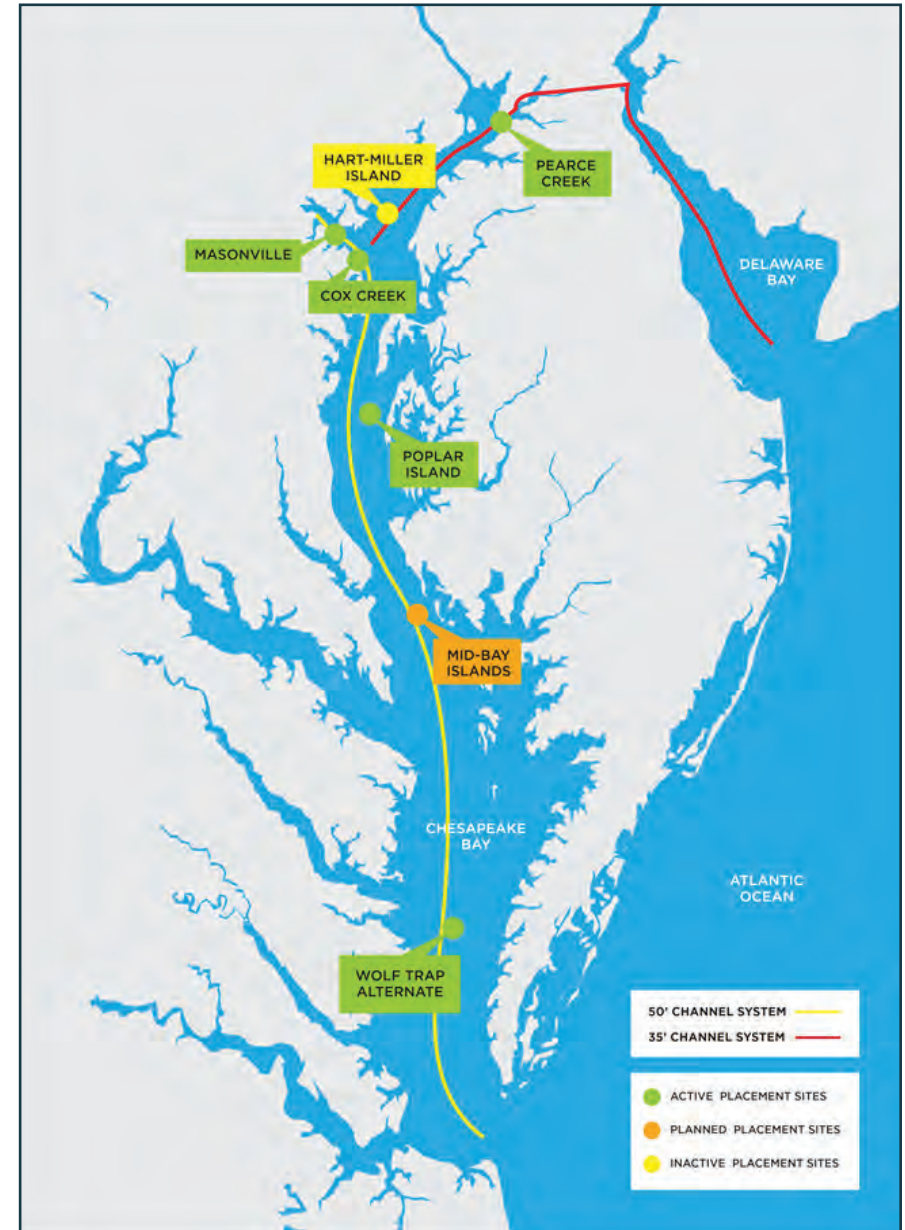 HART-MILLER
ISLAND
PEARCE
CREEK
MASONVILLE
COX CREEK
DELAWARE
BAY
POPLAR
ISLAND
MID-BAY
ISLANDS
CHESAPEAKE
BAY
ATLANTIC
OCEAN
WOLF TRAP
ALTERNATE
50' CHANNEL SYSTEM
35' CHANNEL SYSTEM
ACTIVE PLACEMENT SITES
PLANNED PLACEMENT SITES
INACTIVE PLACEMENT SITES